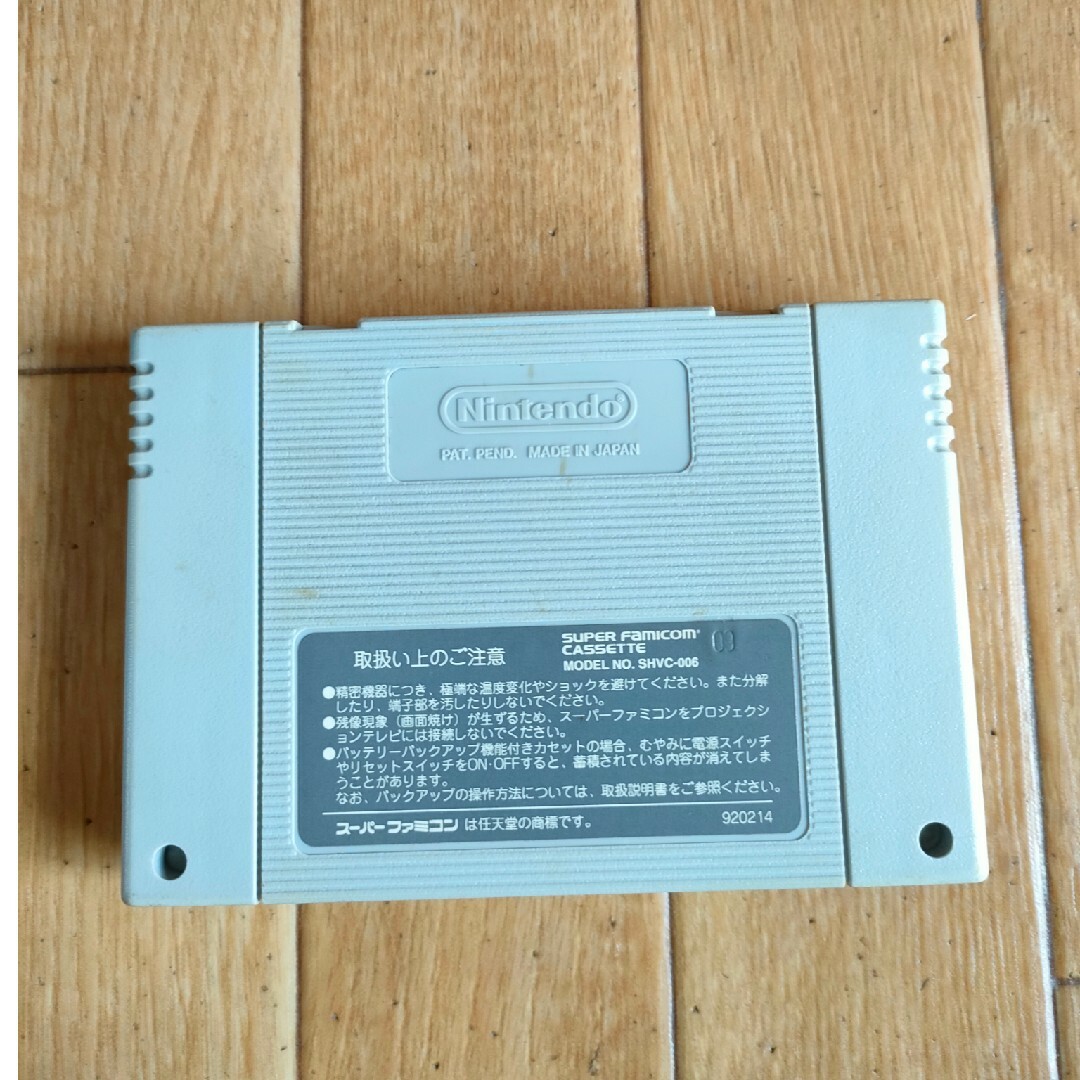 Nintendo®
PAT. PEND. MADE IN JAPAN
取扱い上のご注意
SUPER FAMICOM®
CASSETTE
MODEL NO. SHVC-006
●精密機器につき、極端な温度変化やショックを避けてください。また分解
したり、端子部を汚したりしないでください。
●残像現象（画面焼け）が生ずるため、スーパーファミコンをプロジェクシ
ョンテレビには接続しないでください。
●バッテリーバックアップ機能付きカセットの場合、むやみに電源スイッチ
やリセットスイッチをON・OFFすると、蓄積されている内容が消えてしま
うことがあります。
なお、バックアップの操作方法については、取扱説明書をご参照ください。
スーパーファミコンは任天堂の商標です。
920214